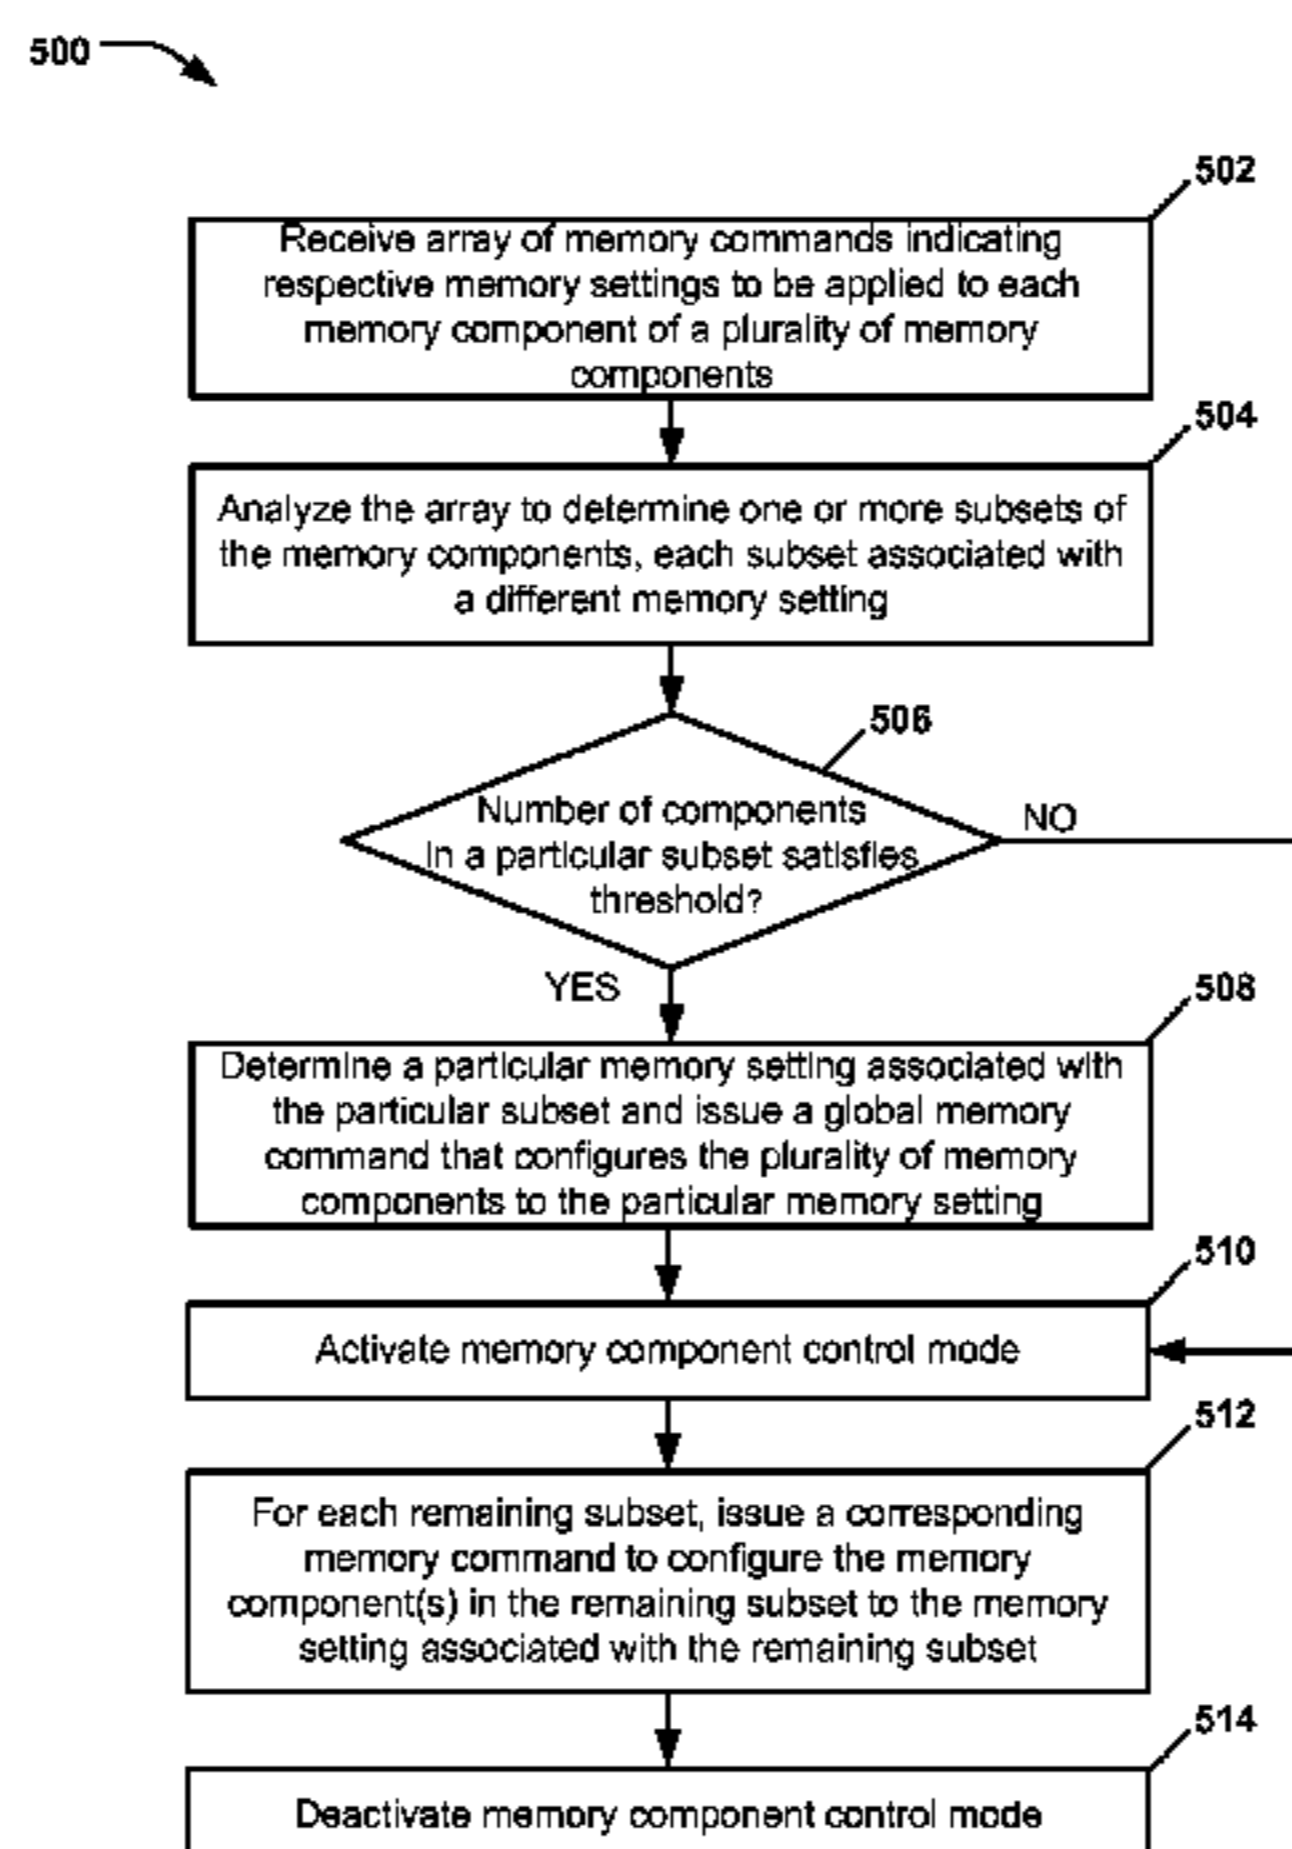 500
502
Receive array of memory commands indicating
respective memory settings to be applied to each
memory component of a plurality of memory
components
504
Analyze the array to determine one or more subsets of
the memory components, each subset associated with
a different memory setting
506
Number of components
in a particular subset satisfies
threshold?
NO
YES
508
Determine a particular memory setting associated with
the particular subset and issue a global memory
command that configures the plurality of memory
components to the particular memory setting
510
Activate memory component control mode
512
For each remaining subset, issue a corresponding
memory command to configure the memory
component(s) in the remaining subset to the memory
setting associated with the remaining subset
514
Deactivate memory component control mode